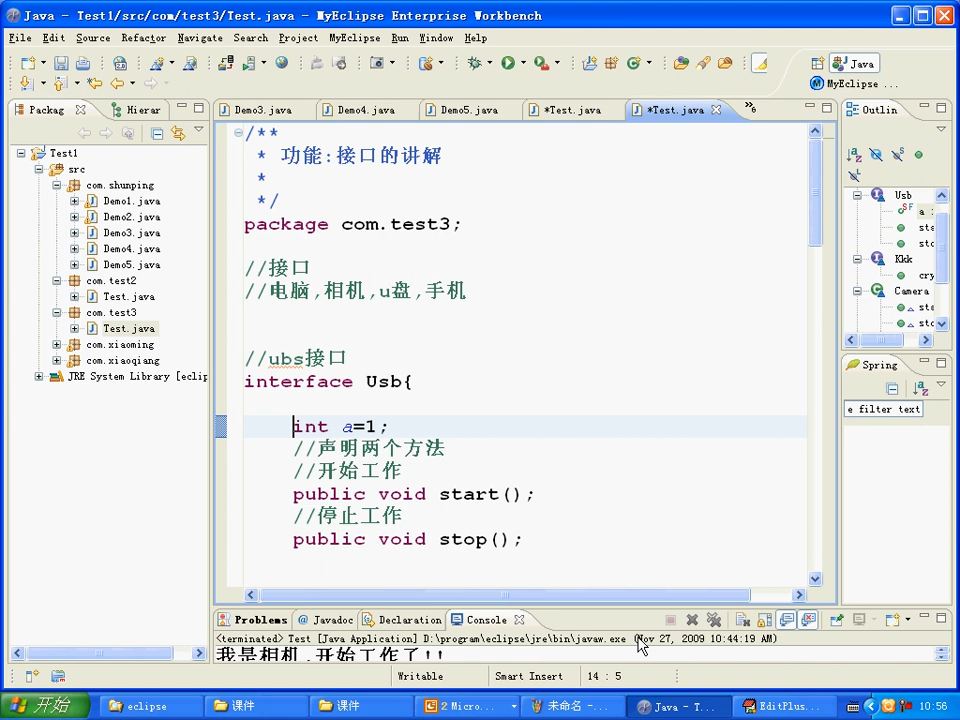 Java - Test1/src/com/test3/Test.java - MyEclipse Enterprise Workbench
File Edit Source Refactor Navigate Search Project MyEclipse Run Window Help
Java
MyEclipse ...
Packag Hierar
Demo3.java Demo4.java Demo5.java *Test.java *Test.java »6
Outlin
Test1
src
com.shunping
Demo1.java
Demo2.java
Demo3.java
Demo4.java
Demo5.java
com.test2
Test.java
com.test3
Test.java
com.xiaoming
com.xiaoqiang
JRE System Library [eclip
/**
* 功能:接口的讲解
*
*/
package com.test3;
//接口
//电脑,相机,u盘,手机
//ubs接口
interface Usb{
int a=1;
//声明两个方法
//开始工作
public void start();
//停止工作
public void stop();
Usb
a :
sta
sto
Kkk
cry
Camera
sta
sto
Spring
e filter text
Problems Javadoc Declaration Console
<terminated> Test [Java Application] D:\program\eclipse\jre\bin\javaw.exe (Nov 27, 2009 10:44:19 AM)
我是相机,开始工作了!!
Writable Smart Insert 14 : 5
开始 eclipse 课件 课件 2 Micro... 未命名 -... Java - T... EditPlus... 10:56